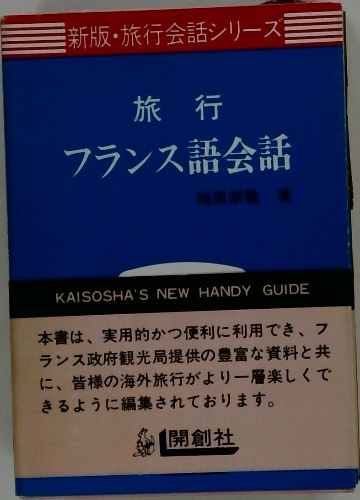 新版・旅行会話シリーズ
旅行
フランス語会話
著
KAISOSHA'S NEW HANDY GUIDE
本書は、実用的かつ便利に利用でき、フ
ランス政府観光局提供の豊富な資料と共
に、皆様の海外旅行がより一層楽しくで
きるように編集されております。
開創社